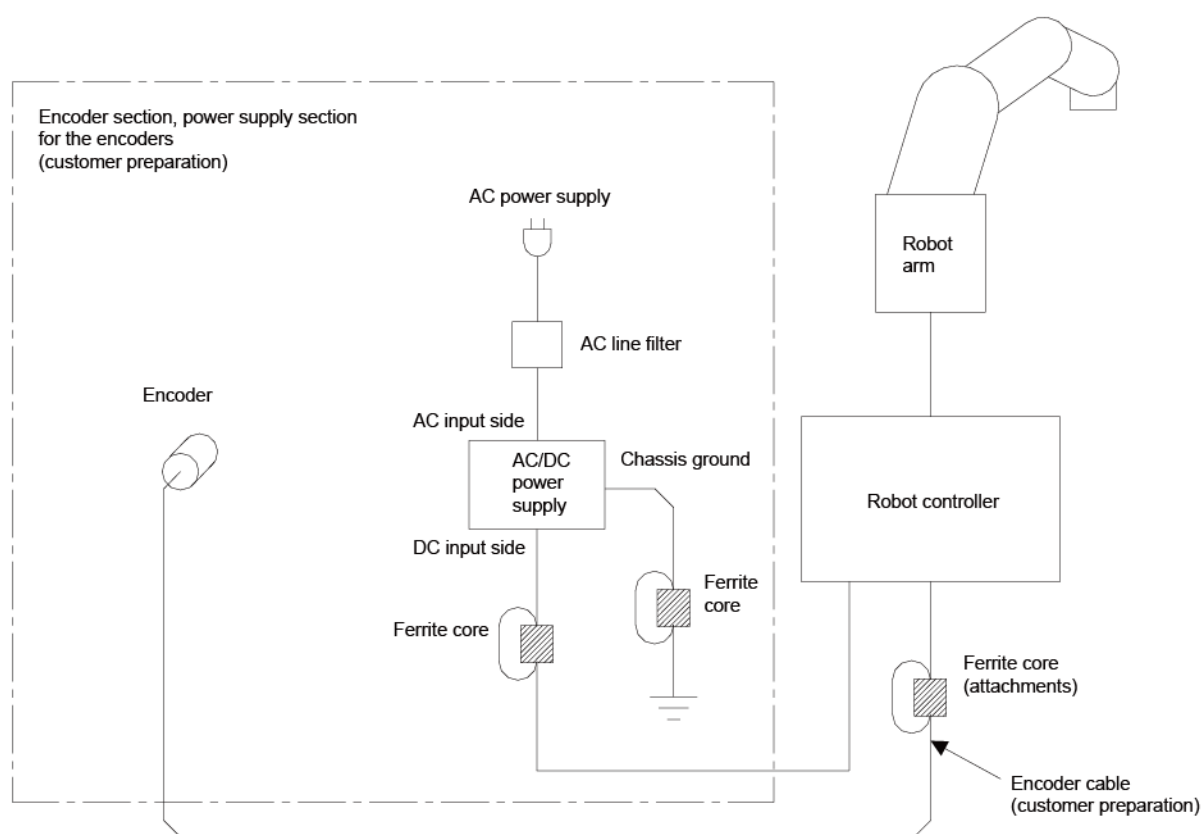 Encoder section, power supply section
for the encoders
(customer preparation)
AC power supply
Robot
arm
AC line filter
Encoder
AC input side
AC/DC
power
supply
Chassis ground
Robot controller
DC input side
Ferrite
core
Ferrite core
Ferrite core
(attachments)
Encoder cable
(customer preparation)